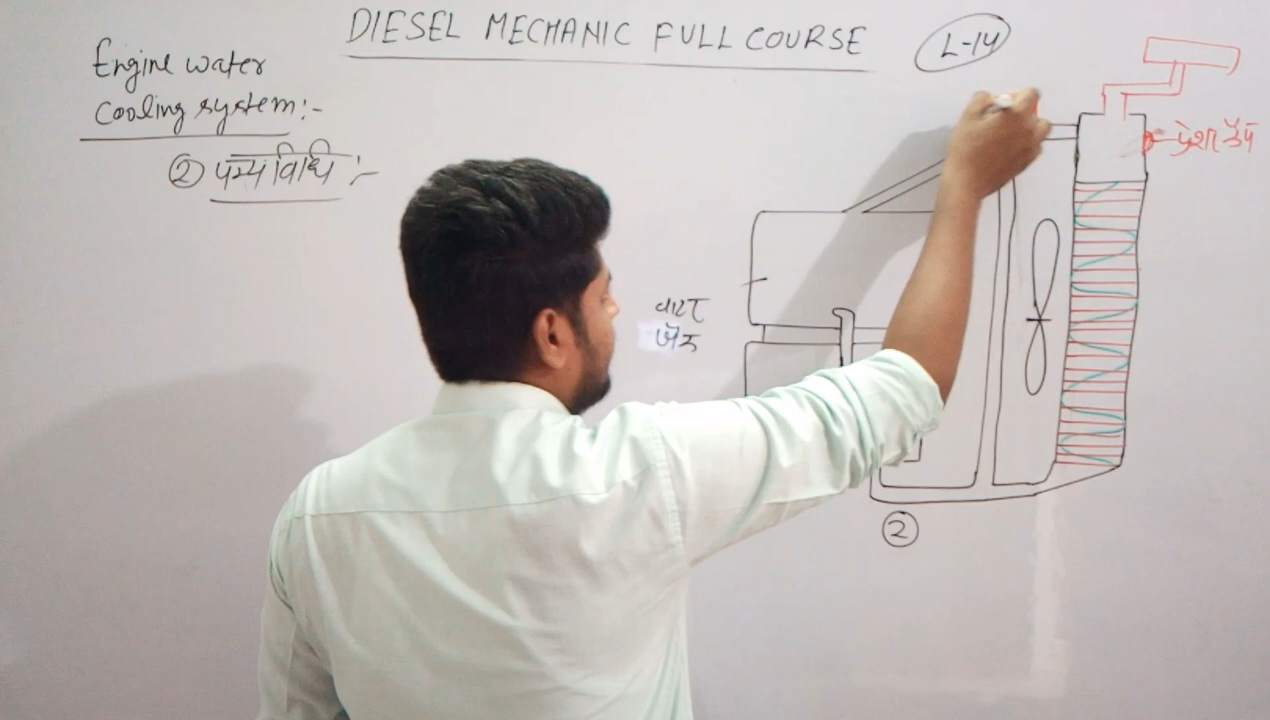 DIESEL MECHANIC FULL COURSE
L-14
Engine water
cooling system:-
② पम्प विधि :-
वाटर
जैकेट
प्रेशर कैप
②